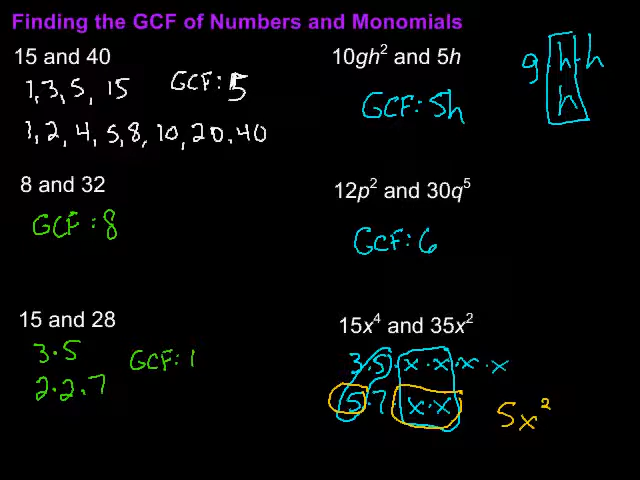 Finding the GCF of Numbers and Monomials
15 and 40
1, 3, 5, 15 GCF: 5
1, 2, 4, 5, 8, 10, 20, 40
10gh² and 5h
g · h · h
h
GCF: 5h
8 and 32
GCF: 8
12p² and 30q⁵
GCF: 6
15 and 28
3 · 5
2 · 2 · 7
GCF: 1
15x⁴ and 35x²
3 · 5 · x · x · x · x
5 · 7 · x · x
5x²